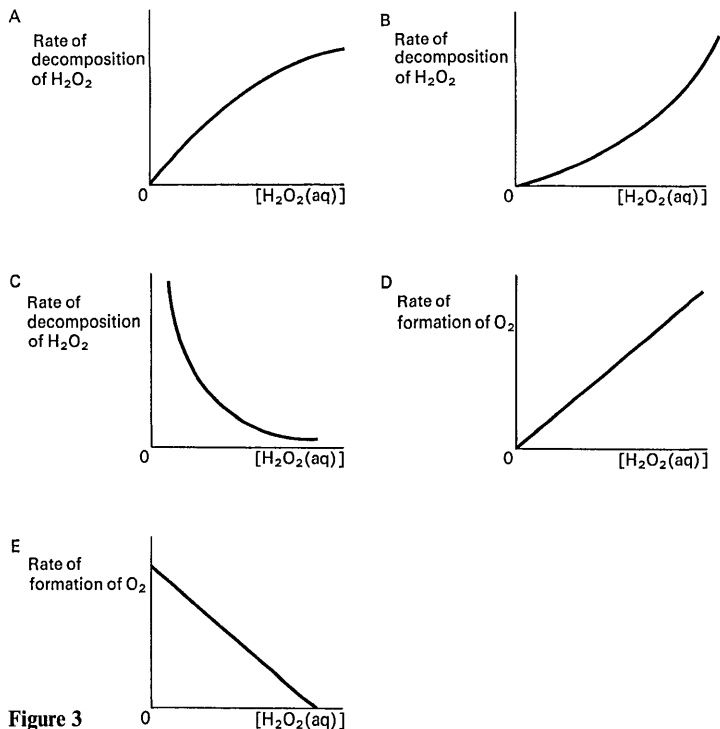 A
Rate of
decomposition
of H₂O₂
0
[H₂O₂(aq)]
B
Rate of
decomposition
of H₂O₂
0
[H₂O₂(aq)]
C
Rate of
decomposition
of H₂O₂
0
[H₂O₂(aq)]
D
Rate of
formation of O₂
0
[H₂O₂(aq)]
E
Rate of
formation of O₂
0
[H₂O₂(aq)]
Figure 3